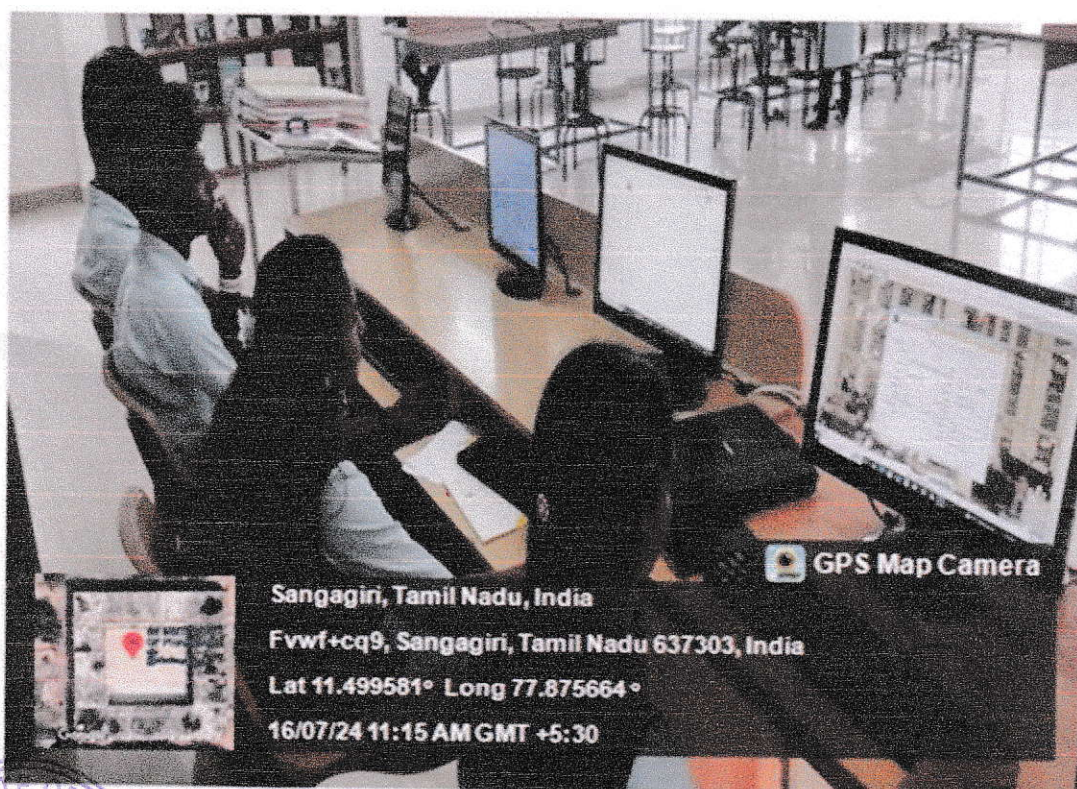 GPS Map Camera
Sangagiri, Tamil Nadu, India
Fvwf+cq9, Sangagiri, Tamil Nadu 637303, India
Lat 11.499581° Long 77.875664°
16/07/24 11:15 AM GMT +5:30